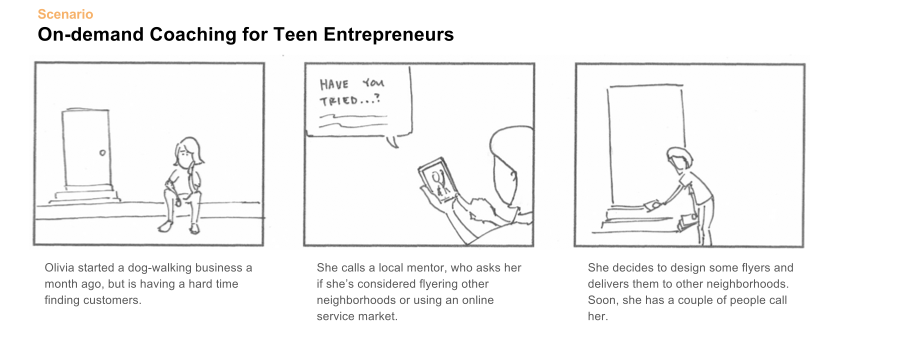 Scenario
On-demand Coaching for Teen Entrepreneurs
HAVE YOU
TRIED...?
Olivia started a dog-walking business a
month ago, but is having a hard time
finding customers.
She calls a local mentor, who asks her
if she's considered flyering other
neighborhoods or using an online
service market.
She decides to design some flyers and
delivers them to other neighborhoods.
Soon, she has a couple of people call
her.